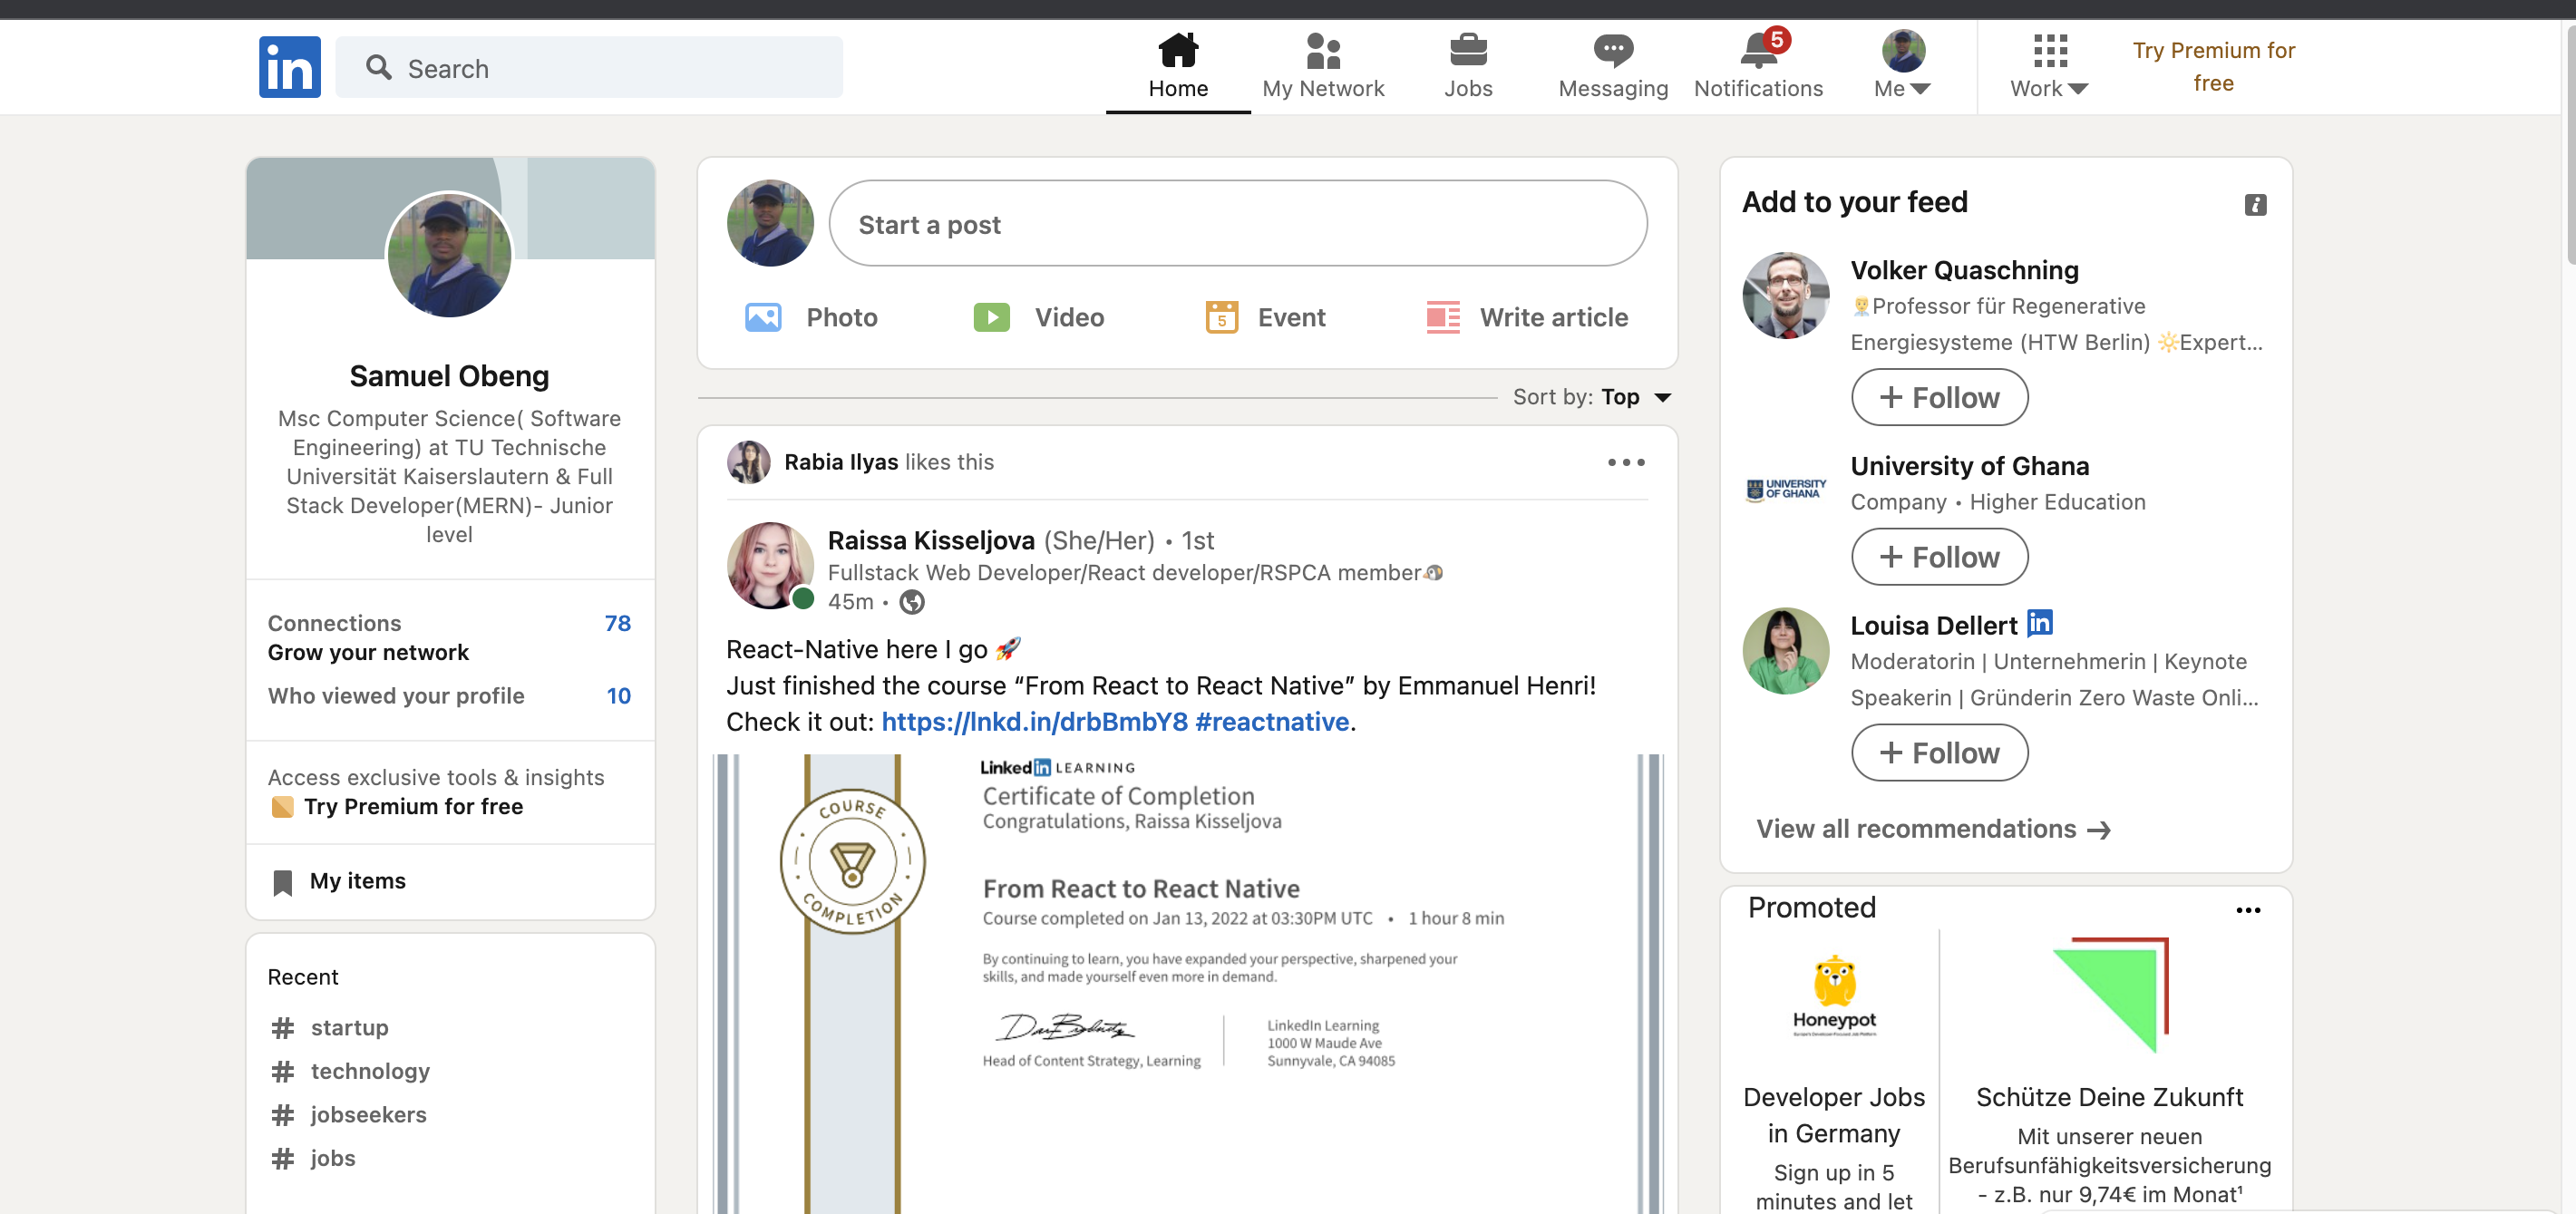 in
Search
Home
My Network
Jobs
Messaging
5
Notifications
Me
Work
Try Premium for
free
Samuel Obeng
Msc Computer Science( Software
Engineering) at TU Technische
Universität Kaiserslautern & Full
Stack Developer(MERN)- Junior
level
Connections 78
Grow your network
Who viewed your profile 10
Access exclusive tools & insights
Try Premium for free
My items
Recent
# startup
# technology
# jobseekers
# jobs
Start a post
Photo
Video
5
Event
Write article
Sort by: Top
Rabia Ilyas likes this
Raissa Kisseljova (She/Her) • 1st
Fullstack Web Developer/React developer/RSPCA member
45m •
React-Native here I go 🚀
Just finished the course “From React to React Native” by Emmanuel Henri!
Check it out: https://lnkd.in/drbBmbY8 #reactnative.
COURSE
COMPLETION
Linked in LEARNING
Certificate of Completion
Congratulations, Raissa Kisseljova
From React to React Native
Course completed on Jan 13, 2022 at 03:30PM UTC • 1 hour 8 min
By continuing to learn, you have expanded your perspective, sharpened your
skills, and made yourself even more in demand.
Head of Content Strategy, Learning
LinkedIn Learning
1000 W Maude Ave
Sunnyvale, CA 94085
Add to your feed
Volker Quaschning
Professor für Regenerative
Energiesysteme (HTW Berlin) 🔆Expert...
+ Follow
UNIVERSITY
OF GHANA
University of Ghana
Company • Higher Education
+ Follow
Louisa Dellert in
Moderatorin | Unternehmerin | Keynote
Speakerin | Gründerin Zero Waste Onli...
+ Follow
View all recommendations →
Promoted
Honeypot
Developer Jobs
in Germany
Sign up in 5
minutes and let
Schütze Deine Zukunft
Mit unserer neuen
Berufsunfähigkeitsversicherung
- z.B. nur 9,74€ im Monat¹